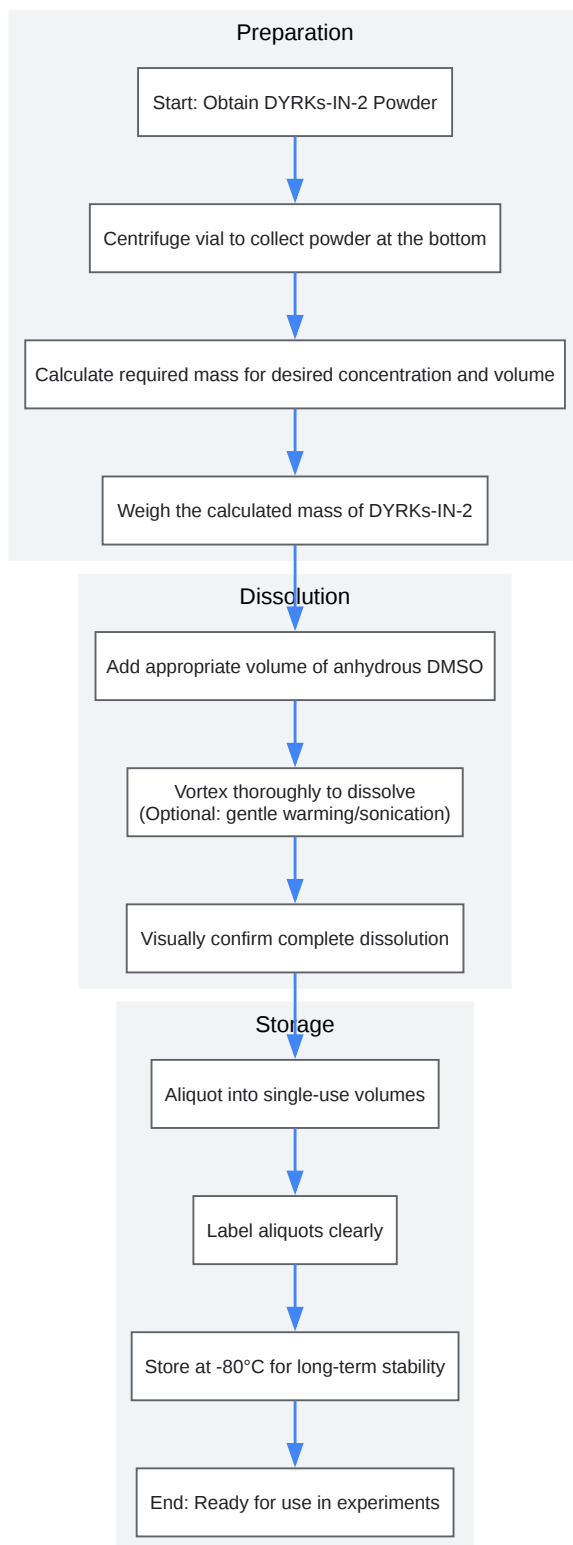 Preparation
Start: Obtain DYRKs-IN-2 Powder
Centrifuge vial to collect powder at the bottom
Calculate required mass for desired concentration and volume
Weigh the calculated mass of DYRKs-IN-2
Dissolution
Add appropriate volume of anhydrous DMSO
Vortex thoroughly to dissolve
(Optional: gentle warming/sonication)
Visually confirm complete dissolution
Storage
Aliquot into single-use volumes
Label aliquots clearly
Store at -80°C for long-term stability
End: Ready for use in experiments